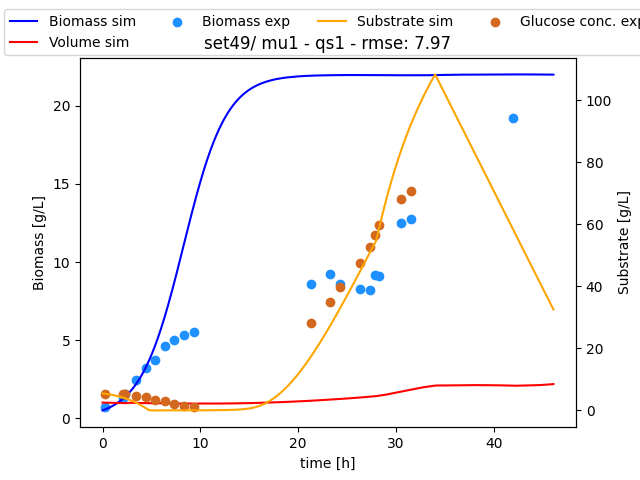 Biomass sim
Biomass exp
Substrate sim
Glucose conc. exp
Volume sim
set49/ mu1 - qs1 - rmse: 7.97
20
15
10
5
0
Biomass [g/L]
100
80
60
40
20
0
Substrate [g/L]
0
10
20
30
40
time [h]